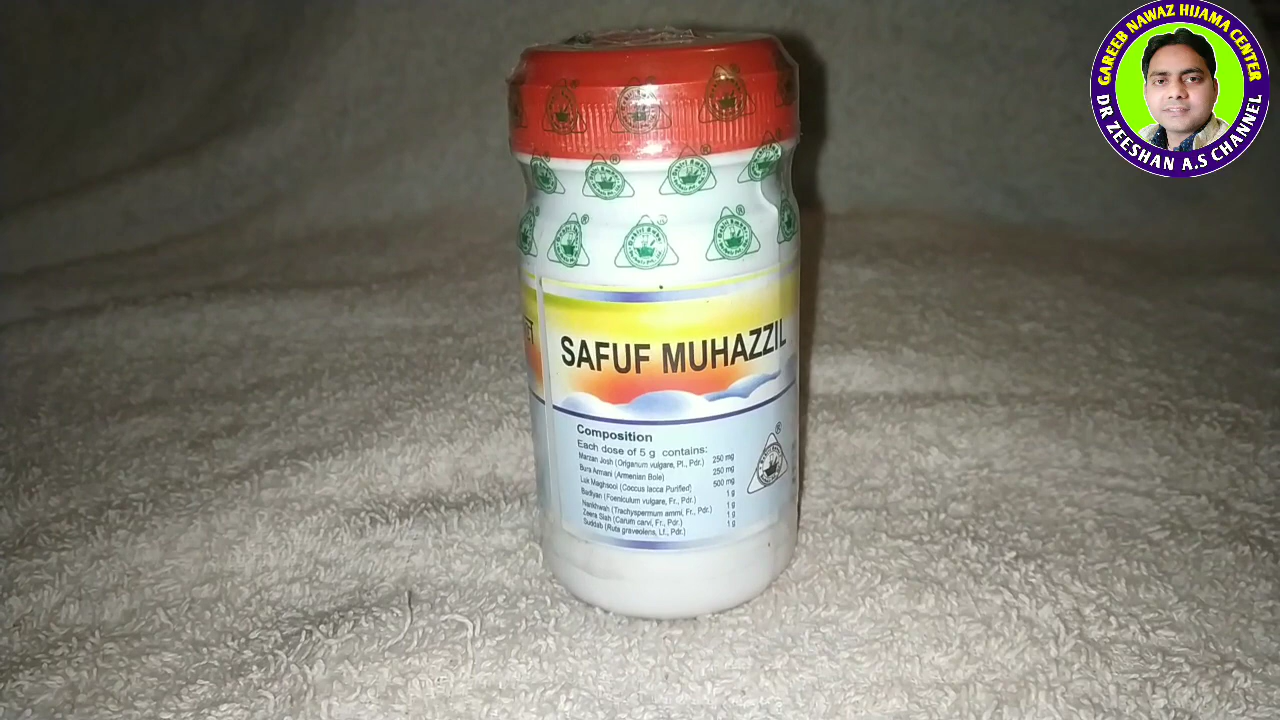 GAREEB NAWAZ HIJAMA CENTER
DR ZEESHAN A.S CHANNEL
SAFUF MUHAZZIL
Composition
Each dose of 5 g contains:
Marzan Josh (Origanum vulgare, Pl., Pdr.) 250 mg
Bura Armani (Armenian Bole) 250 mg
Luk Maghsool (Coccus lacca Purified) 500 mg
Badiyan (Foeniculum vulgare, Fr., Pdr.) 1 g
Nankhwah (Trachyspermum ammi, Fr., Pdr.) 1 g
Zeera Siah (Carum carvi, Fr., Pdr.) 1 g
Suddab (Ruta graveolens, Lf., Pdr.) 1 g